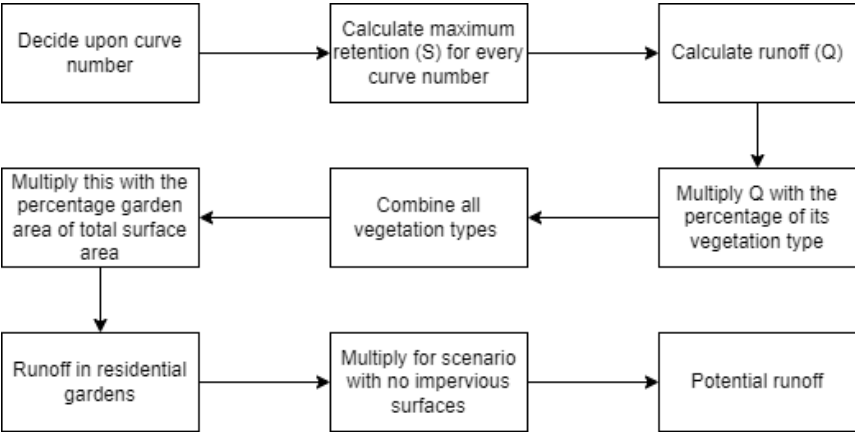 Decide upon curve
number
Calculate maximum
retention (S) for every
curve number
Calculate runoff (Q)
Multiply Q with the
percentage of its
vegetation type
Combine all
vegetation types
Multiply this with the
percentage garden
area of total surface
area
Runoff in residential
gardens
Multiply for scenario
with no impervious
surfaces
Potential runoff